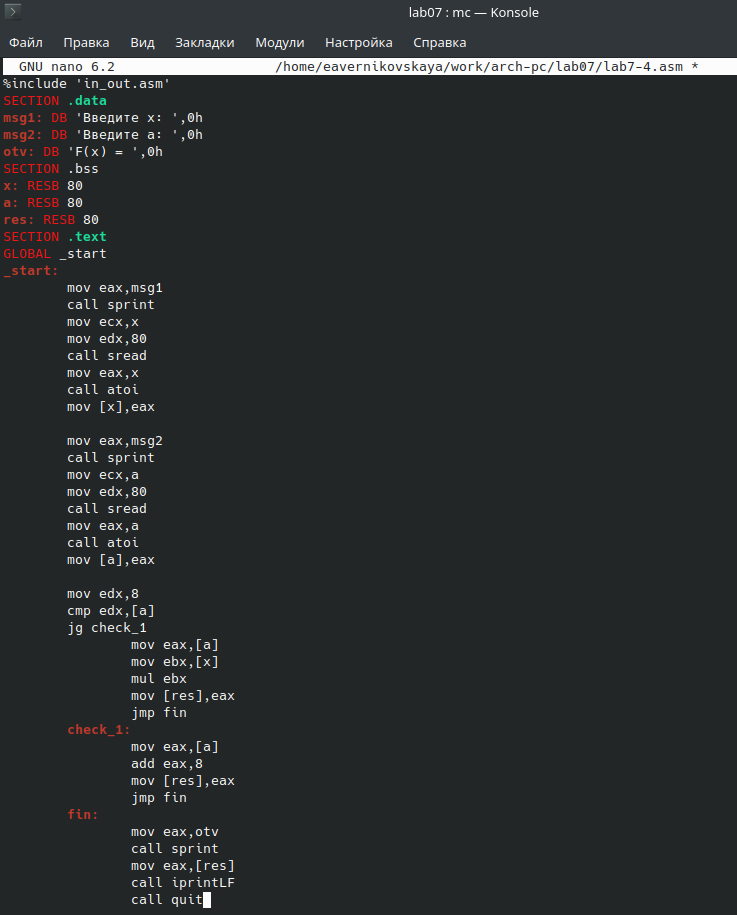 lab07 : mc — Konsole
Файл Правка Вид Закладки Модули Настройка Справка
GNU nano 6.2 /home/eavernikovskaya/work/arch-pc/lab07/lab7-4.asm *
%include 'in_out.asm'
SECTION .data
msg1: DB 'Введите x: ',0h
msg2: DB 'Введите a: ',0h
otv: DB 'F(x) = ',0h
SECTION .bss
x: RESB 80
a: RESB 80
res: RESB 80
SECTION .text
GLOBAL _start
_start:
mov eax,msg1
call sprint
mov ecx,x
mov edx,80
call sread
mov eax,x
call atoi
mov [x],eax
mov eax,msg2
call sprint
mov ecx,a
mov edx,80
call sread
mov eax,a
call atoi
mov [a],eax
mov edx,8
cmp edx,[a]
jg check_1
mov eax,[a]
mov ebx,[x]
mul ebx
mov [res],eax
jmp fin
check_1:
mov eax,[a]
add eax,8
mov [res],eax
jmp fin
fin:
mov eax,otv
call sprint
mov eax,[res]
call iprintLF
call quit